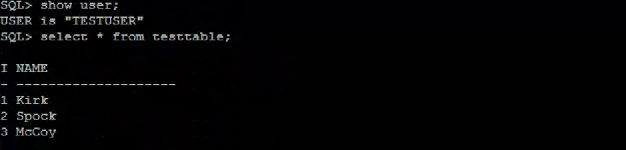 SQL> show user;
USER is "TESTUSER"
SQL> select * from testtable;
I NAME
- --------------------
1 Kirk
2 Spock
3 McCoy